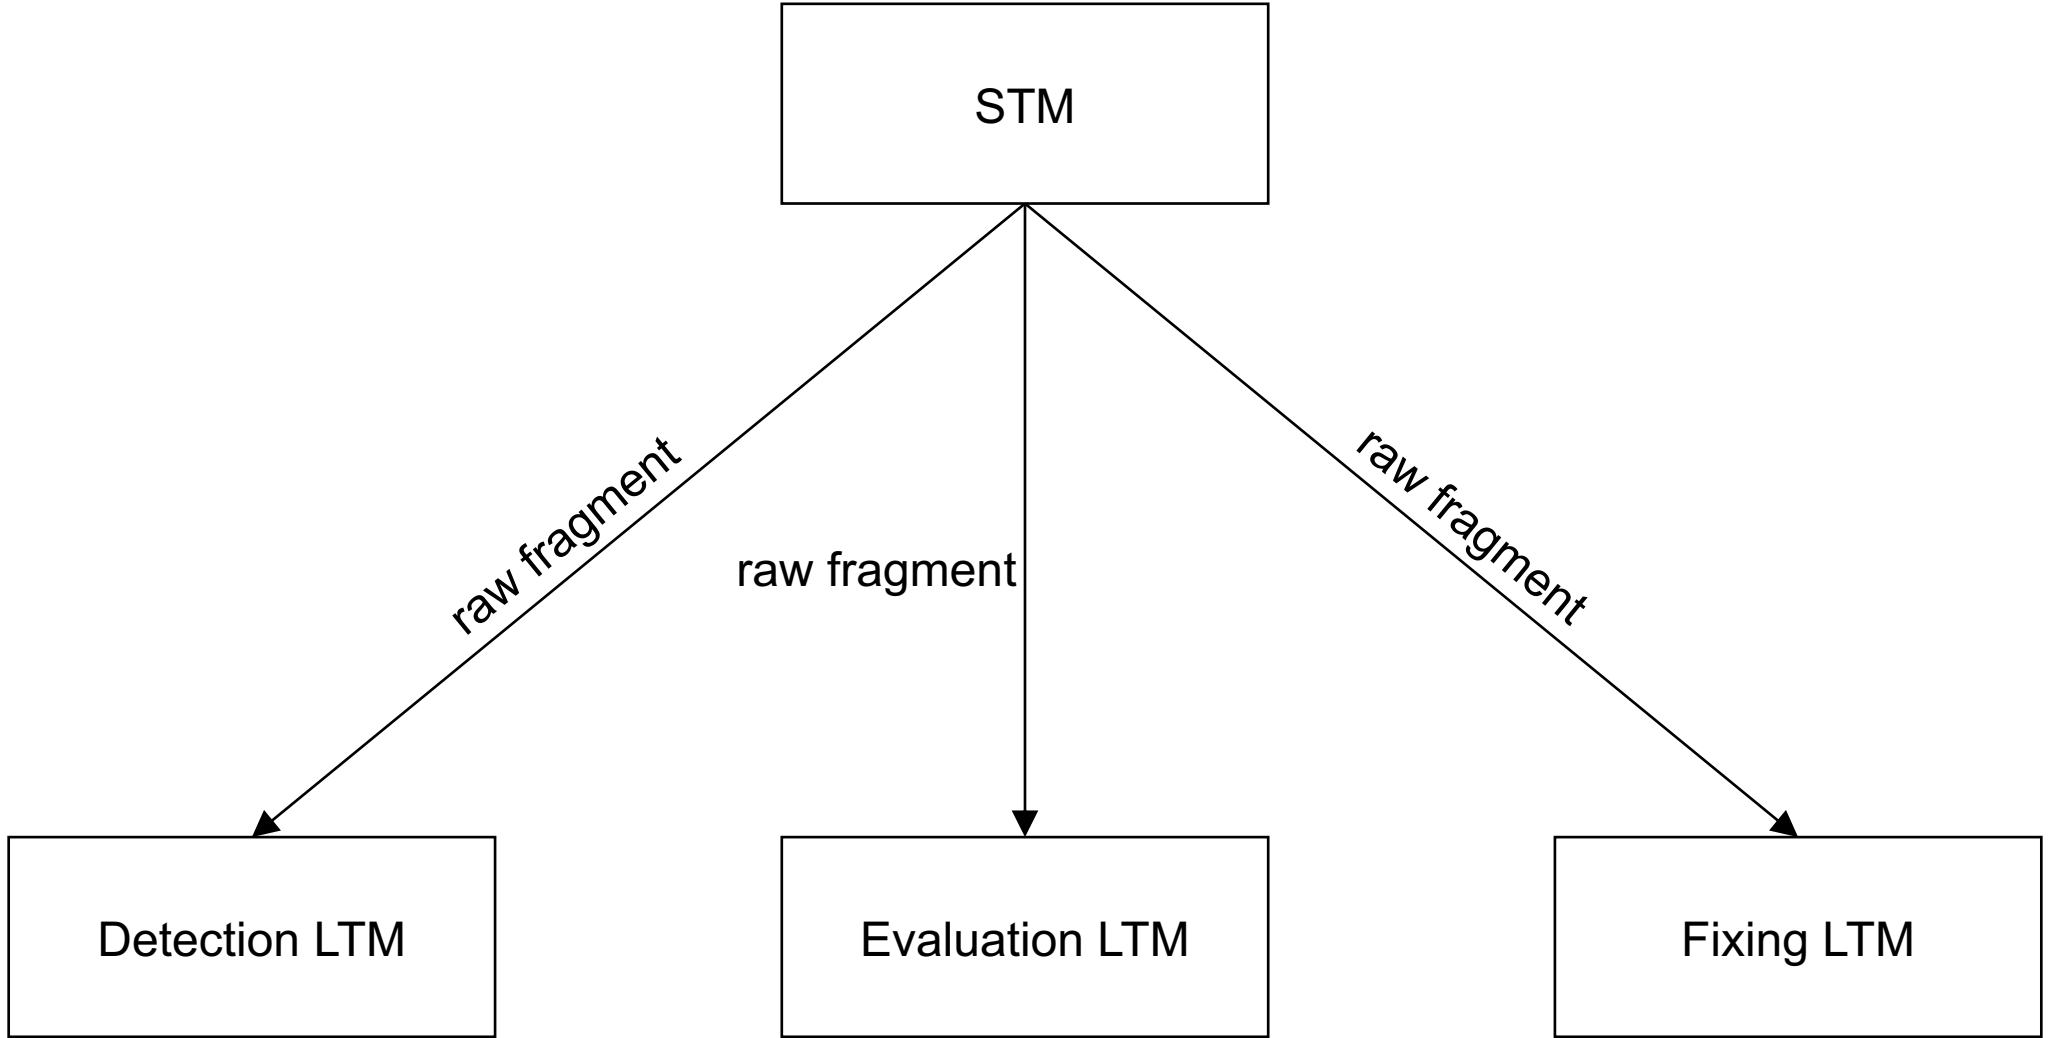 STM
raw fragment
raw fragment
raw fragment
Detection LTM
Evaluation LTM
Fixing LTM